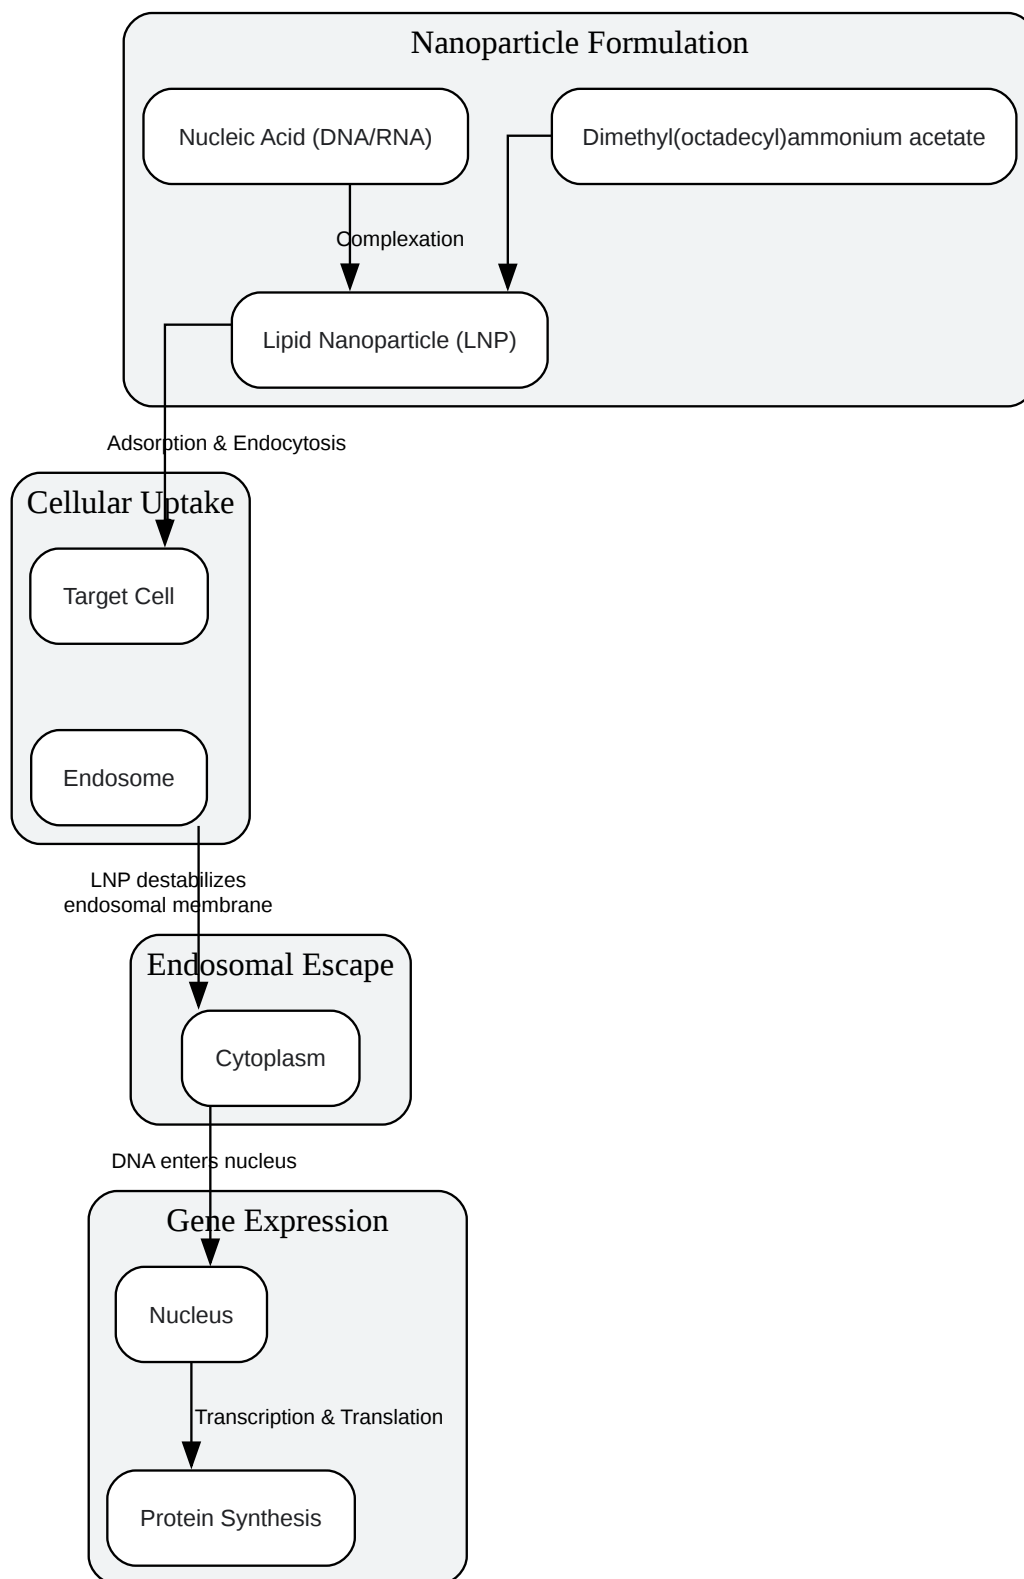 Nanoparticle Formulation
Nucleic Acid (DNA/RNA)
Dimethyl(octadecyl)ammonium acetate
Complexation
Lipid Nanoparticle (LNP)
Adsorption & Endocytosis
Cellular Uptake
Target Cell
Endosome
LNP destabilizes
endosomal membrane
Endosomal Escape
Cytoplasm
DNA enters nucleus
Gene Expression
Nucleus
Transcription & Translation
Protein Synthesis